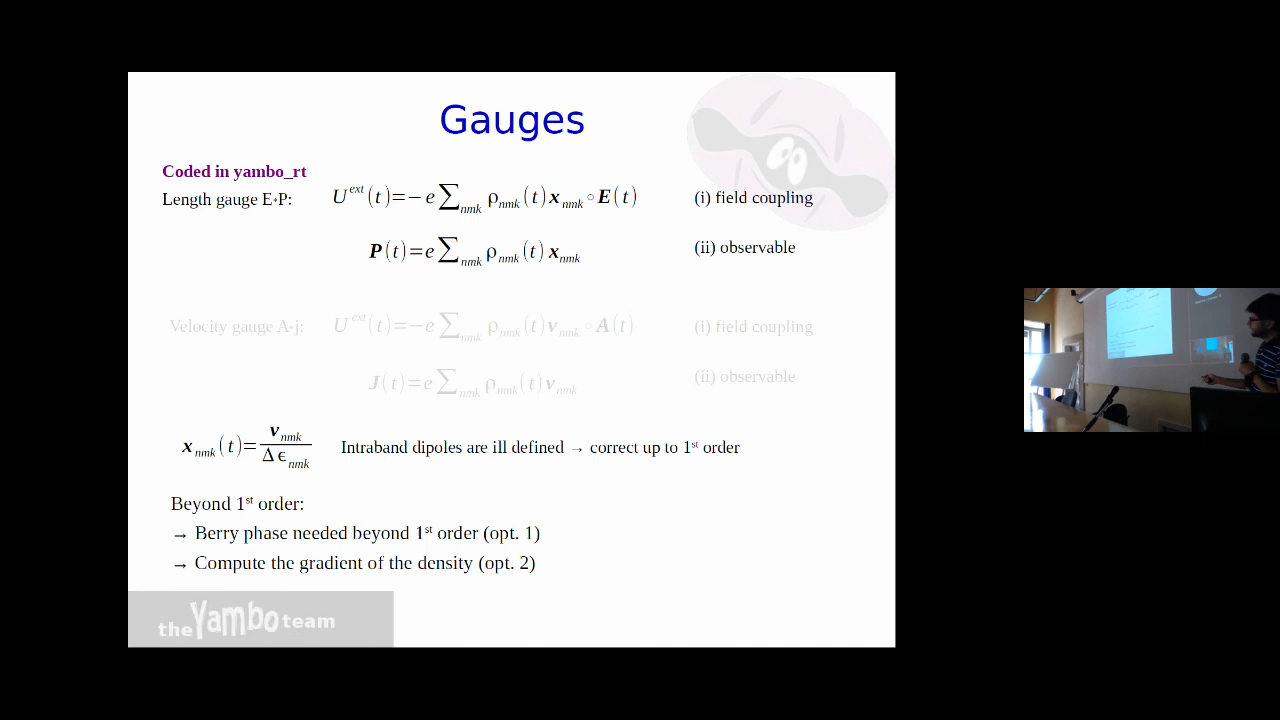 Gauges
Coded in yambo_rt
Length gauge E·P: U^ext(t)=−e∑_nmk ρ_nmk(t) x_nmk∘E(t) (i) field coupling
P(t)=e∑_nmk ρ_nmk(t) x_nmk (ii) observable
Velocity gauge A·j: U^ext(t)=−e∑_nmk ρ_nmk(t) v_nmk∘A(t) (i) field coupling
J(t)=e∑_nmk ρ_nmk(t) v_nmk (ii) observable
x_nmk(t)=v_nmk/Δϵ_nmk Intraband dipoles are ill defined → correct up to 1st order
Beyond 1st order:
→ Berry phase needed beyond 1st order (opt. 1)
→ Compute the gradient of the density (opt. 2)
the Yambo team